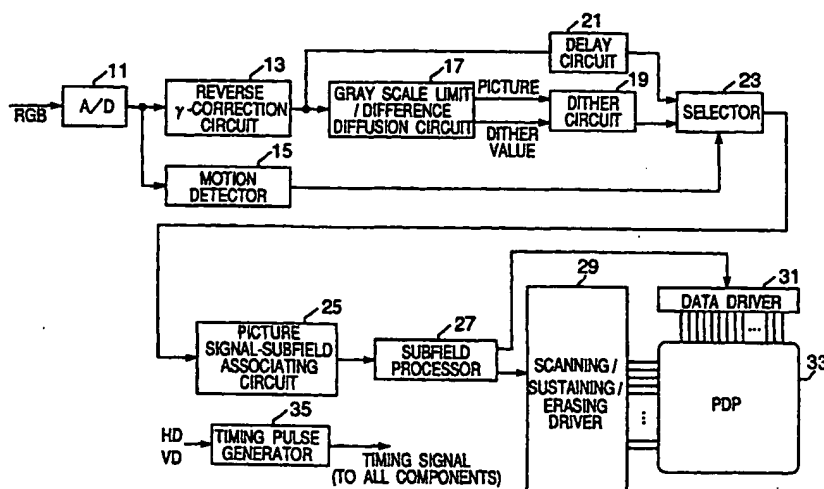 11
A/D
RGB
13
REVERSE
γ-CORRECTION
CIRCUIT
15
MOTION
DETECTOR
17
GRAY SCALE LIMIT
/ DIFFERENCE
DIFFUSION CIRCUIT
PICTURE
DITHER
VALUE
19
DITHER
CIRCUIT
21
DELAY
CIRCUIT
23
SELECTOR
25
PICTURE
SIGNAL-SUBFIELD
ASSOCIATING
CIRCUIT
27
SUBFIELD
PROCESSOR
29
SCANNING /
SUSTAINING /
ERASING
DRIVER
31
DATA DRIVER
33
PDP
35
HD
VD
TIMING PULSE
GENERATOR
TIMING SIGNAL
(TO ALL COMPONENTS)